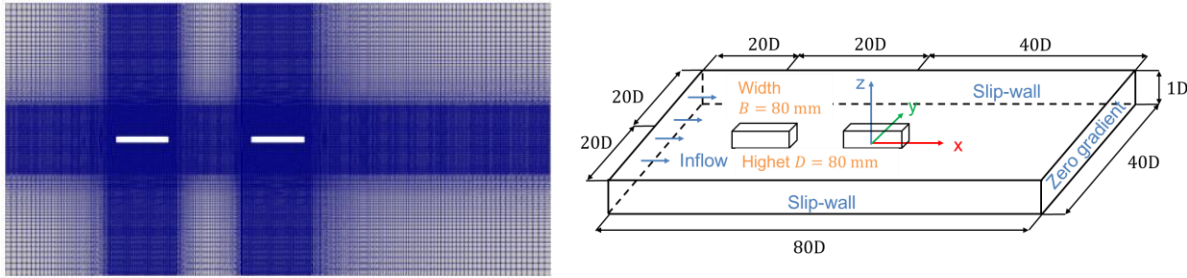 20D
20D
40D
20D
20D
Width
B = 80 mm
z
y
x
Slip-wall
1D
Inflow
Highet D = 80 mm
Zero gradient
40D
Slip-wall
80D